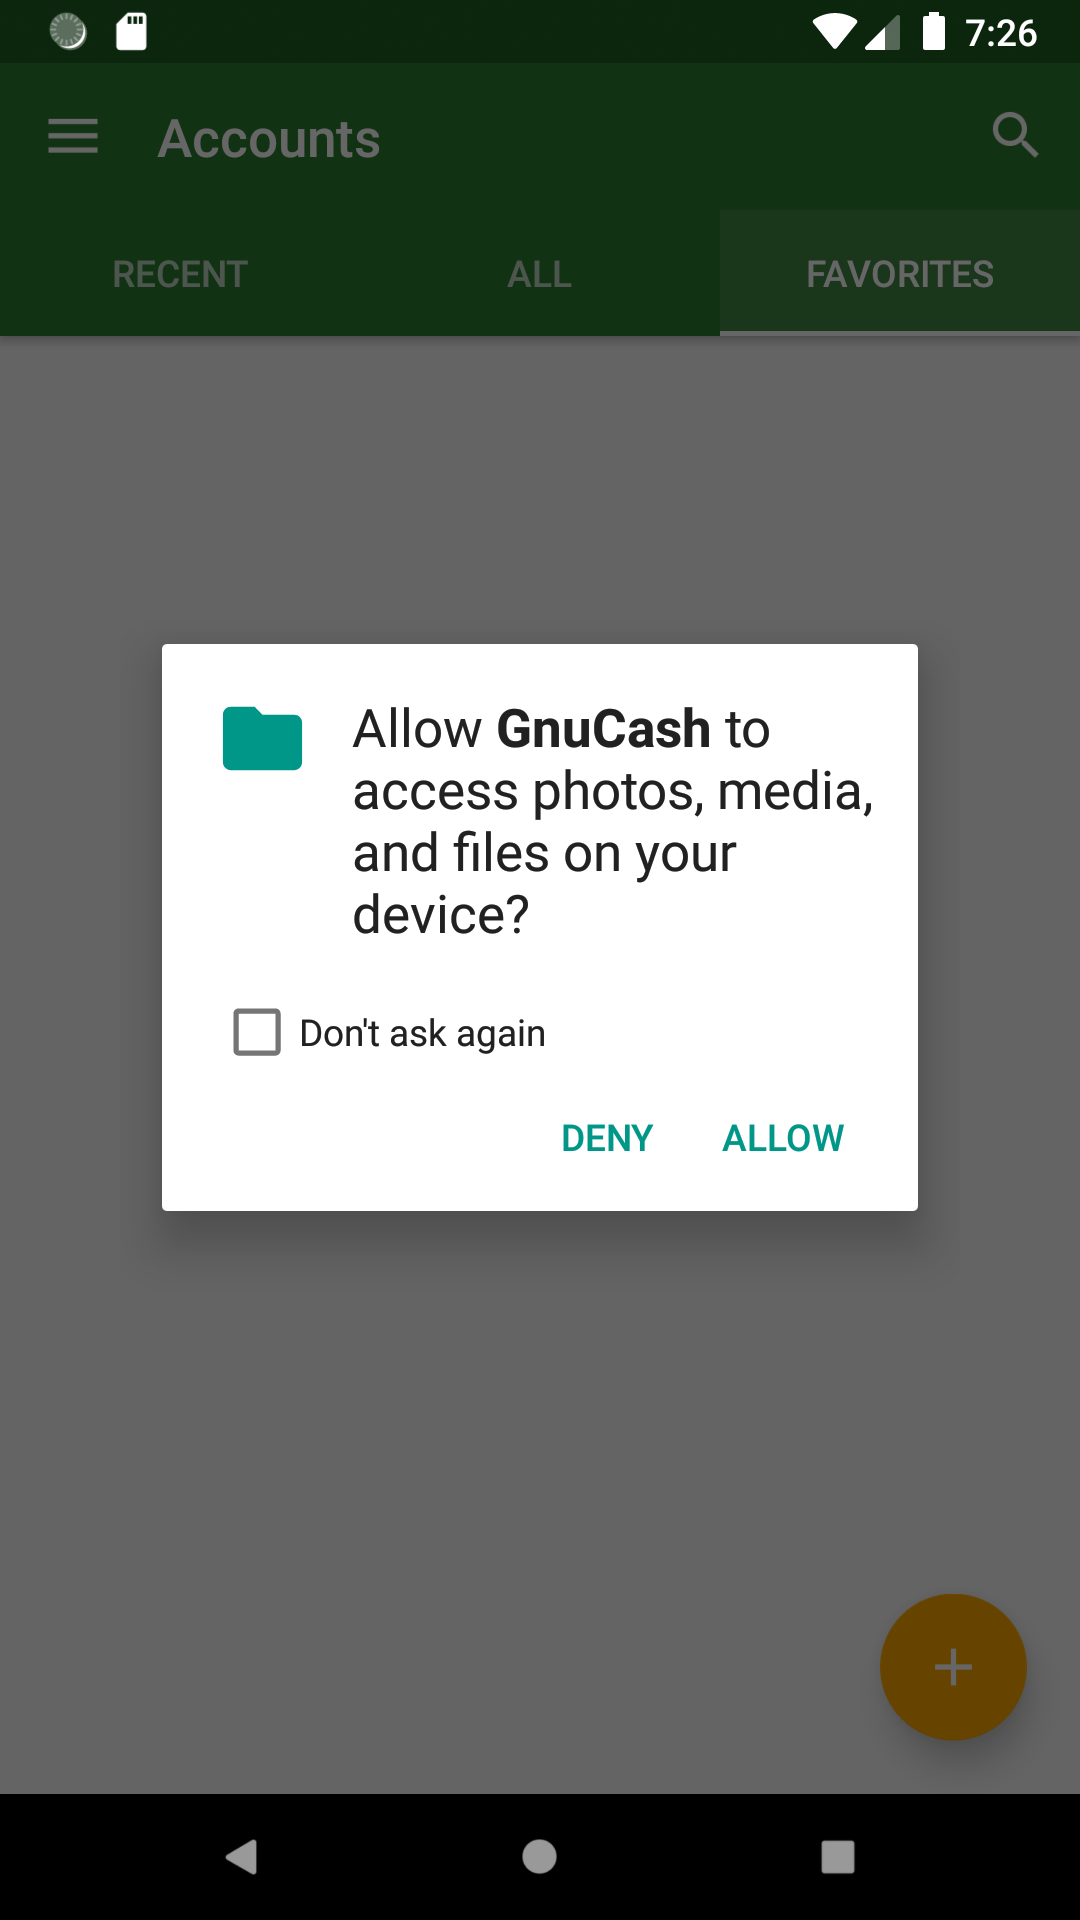 7:26
Accounts
RECENT ALL FAVORITES
Allow GnuCash to
access photos, media,
and files on your
device?
Don't ask again
DENY ALLOW